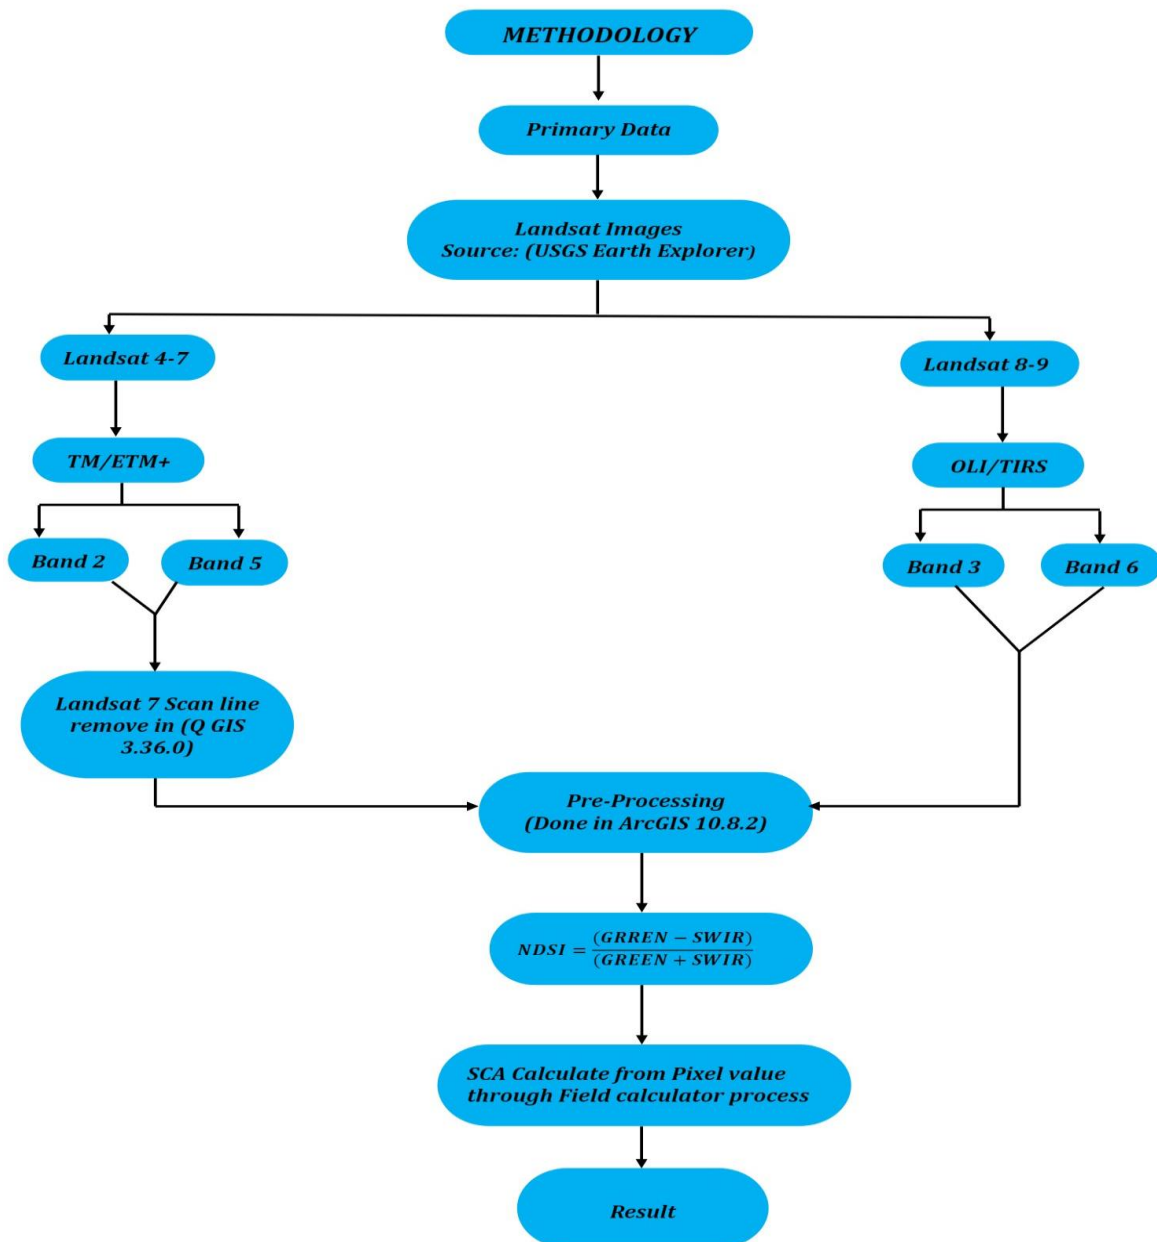 METHODOLOGY
Primary Data
Landsat Images
Source: (USGS Earth Explorer)
Landsat 4-7
Landsat 8-9
TM/ETM+
OLI/TIRS
Band 2
Band 5
Band 3
Band 6
Landsat 7 Scan line
remove in (Q GIS
3.36.0)
Pre-Processing
(Done in ArcGIS 10.8.2)
NDSI = (GRREN − SWIR)
(GREEN + SWIR)
SCA Calculate from Pixel value
through Field calculator process
Result